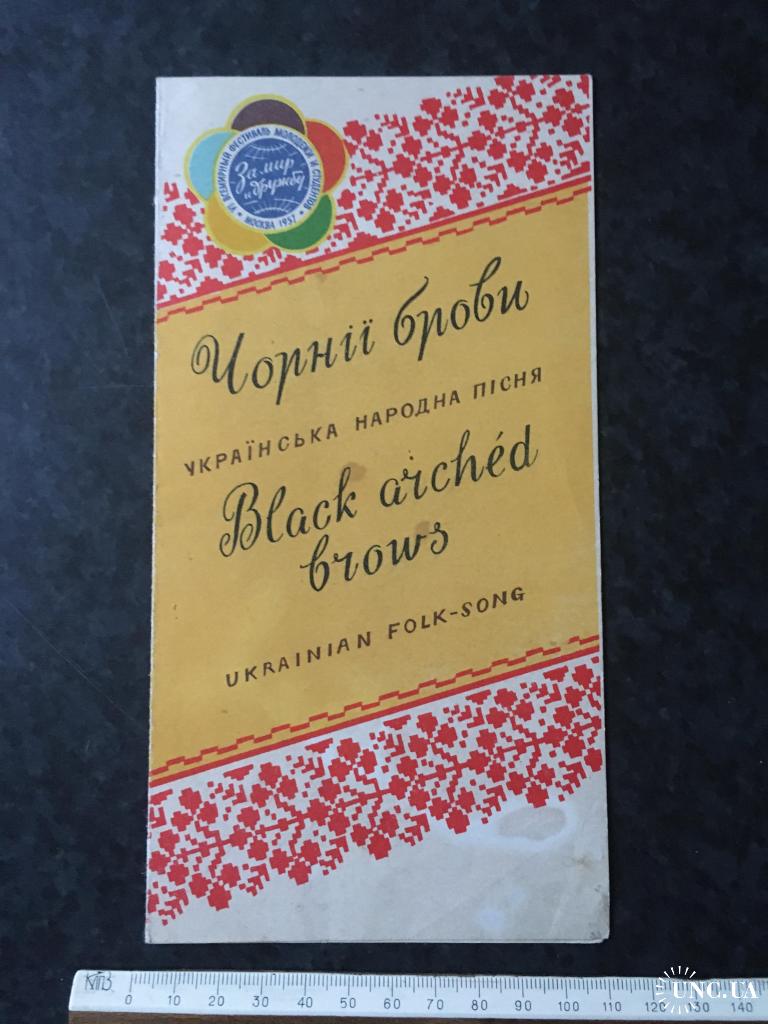 VI ВСЕМИРНЫЙ ФЕСТИВАЛЬ МОЛОДЕЖИ И СТУДЕНТОВ
За мир
и дружбу
• МОСКВА 1957 •
Чорнії брови
УКРАЇНСЬКА НАРОДНА ПІСНЯ
Black archéd
brows
UKRAINIAN FOLK-SONG
0 10 20 30 40 50 60 70 80 90 100 110 120 130 140
UNC.UA